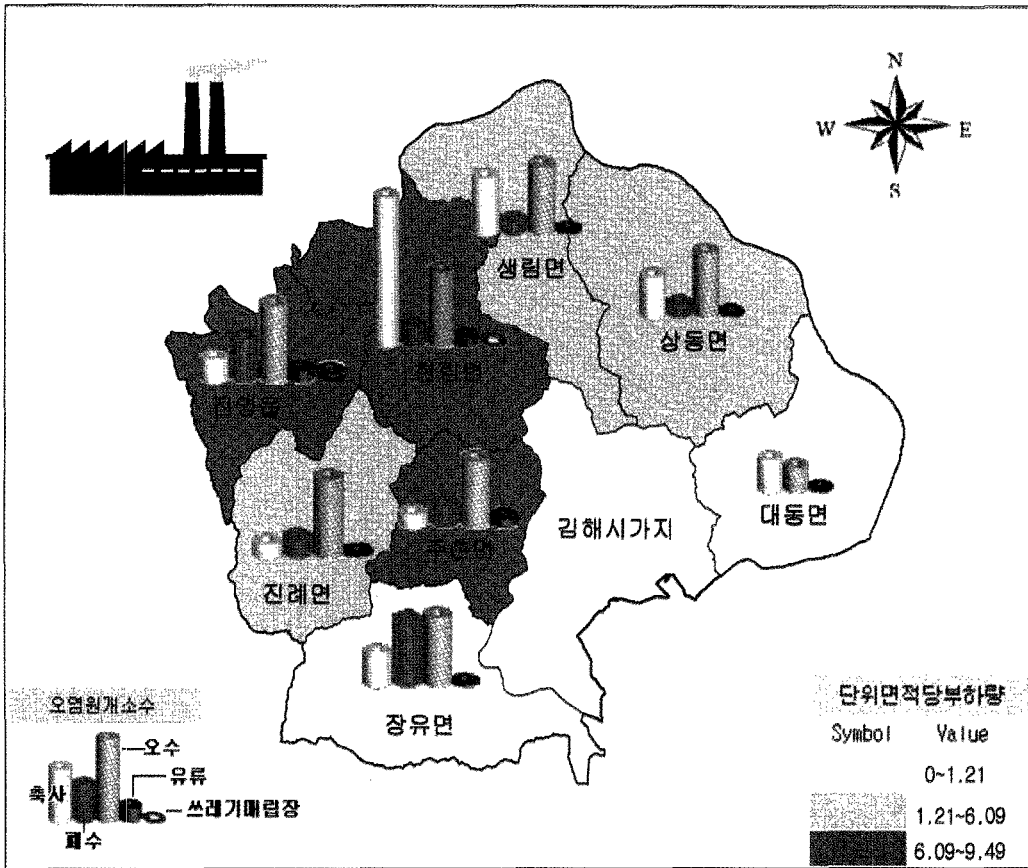 N
W E
S
생림면
상동면
대동면
김해시가지
진례면
장유면
오염원개소수
오수
유류
축사
쓰레기매립장
폐수
단위면적당부하량
Symbol Value
0~1.21
1.21~6.09
6.09~9.49